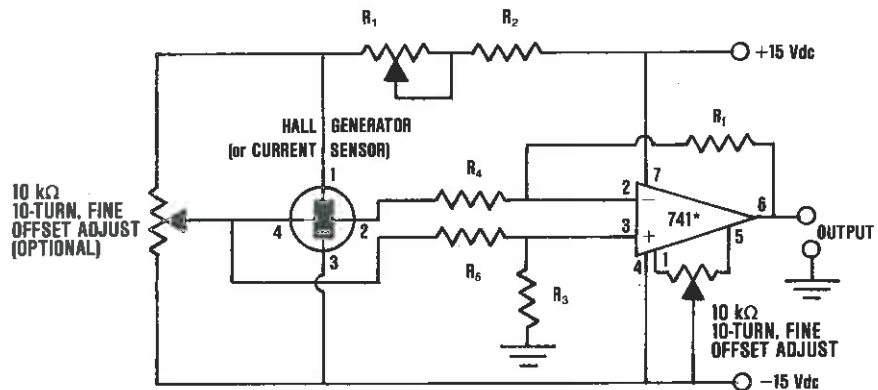 R1
R2
+15 Vdc
HALL GENERATOR
(or CURRENT SENSOR)
Rf
1
R4
7
10 kΩ
10-TURN, FINE
OFFSET ADJUST
(OPTIONAL)
4
2
2
−
741*
6
3
+
5
OUTPUT
3
R5
4
1
R3
10 kΩ
10-TURN, FINE
OFFSET ADJUST
−15 Vdc